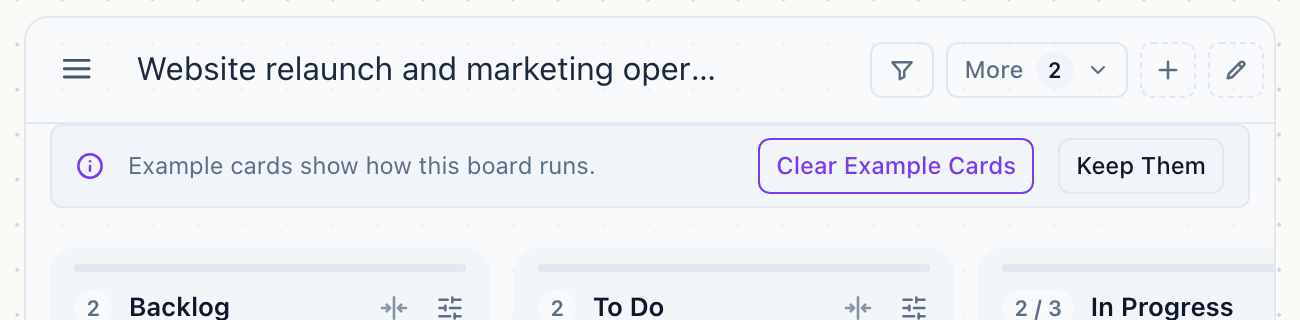 Website relaunch and marketing oper...
More 2
Example cards show how this board runs.
Clear Example Cards
Keep Them
2 Backlog
2 To Do
2 / 3 In Progress